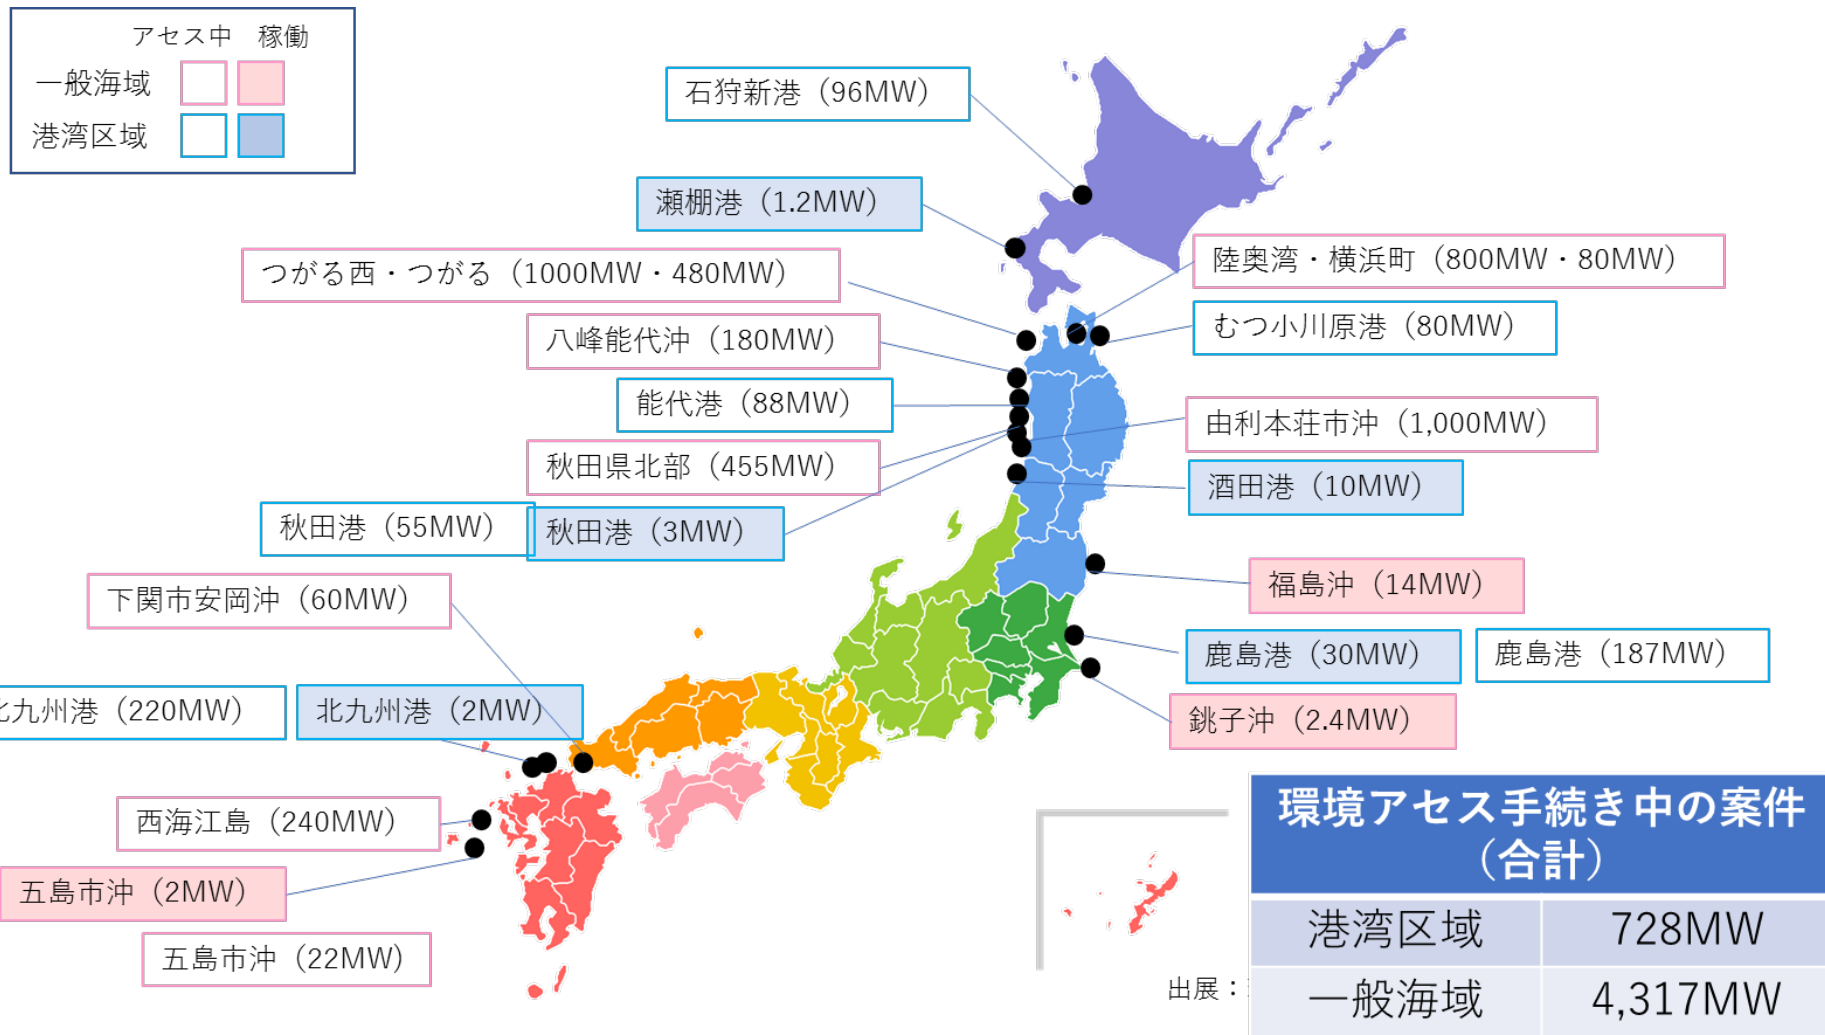 アセス中 稼働
一般海域
港湾区域
石狩新港（96MW）
瀬棚港（1.2MW）
つがる西・つがる（1000MW・480MW）
陸奥湾・横浜町（800MW・80MW）
八峰能代沖（180MW）
むつ小川原港（80MW）
能代港（88MW）
由利本荘市沖（1,000MW）
秋田県北部（455MW）
酒田港（10MW）
秋田港（55MW）
秋田港（3MW）
福島沖（14MW）
下関市安岡沖（60MW）
鹿島港（30MW）
鹿島港（187MW）
北九州港（220MW）
北九州港（2MW）
銚子沖（2.4MW）
西海江島（240MW）
五島市沖（2MW）
五島市沖（22MW）
環境アセス手続き中の案件
（合計）
港湾区域 728MW
一般海域 4,317MW
出展：